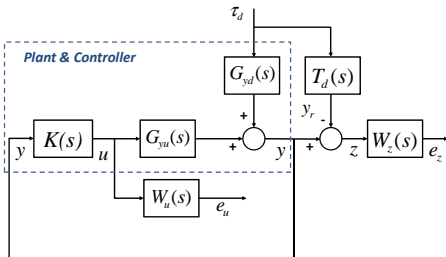 τ_d
Plant & Controller
G_yd(s)
T_d(s)
+
y_r
-
y
K(s)
u
G_yu(s)
+
y
+
z
W_z(s)
e_z
W_u(s)
e_u